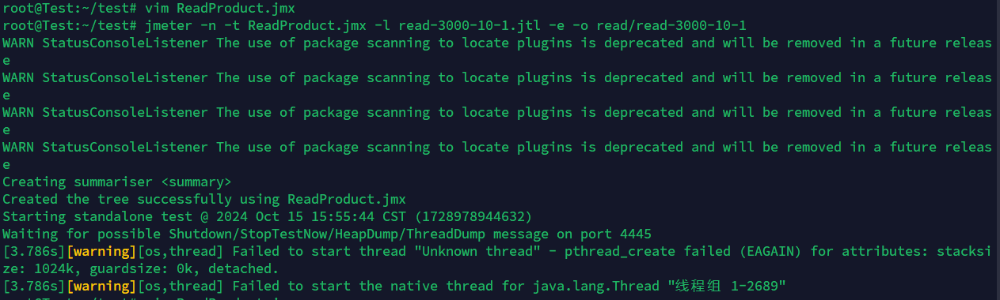 root@Test:~/test# vim ReadProduct.jmx
root@Test:~/test# jmeter -n -t ReadProduct.jmx -l read-3000-10-1.jtl -e -o read/read-3000-10-1
WARN StatusConsoleListener The use of package scanning to locate plugins is deprecated and will be removed in a future releas
e
WARN StatusConsoleListener The use of package scanning to locate plugins is deprecated and will be removed in a future releas
e
WARN StatusConsoleListener The use of package scanning to locate plugins is deprecated and will be removed in a future releas
e
WARN StatusConsoleListener The use of package scanning to locate plugins is deprecated and will be removed in a future releas
e
Creating summariser <summary>
Created the tree successfully using ReadProduct.jmx
Starting standalone test @ 2024 Oct 15 15:55:44 CST (1728978944632)
Waiting for possible Shutdown/StopTestNow/HeapDump/ThreadDump message on port 4445
[3.786s][warning][os,thread] Failed to start thread "Unknown thread" - pthread_create failed (EAGAIN) for attributes: stacksi
ze: 1024k, guardsize: 0k, detached.
[3.786s][warning][os,thread] Failed to start the native thread for java.lang.Thread "线程组 1-2689"